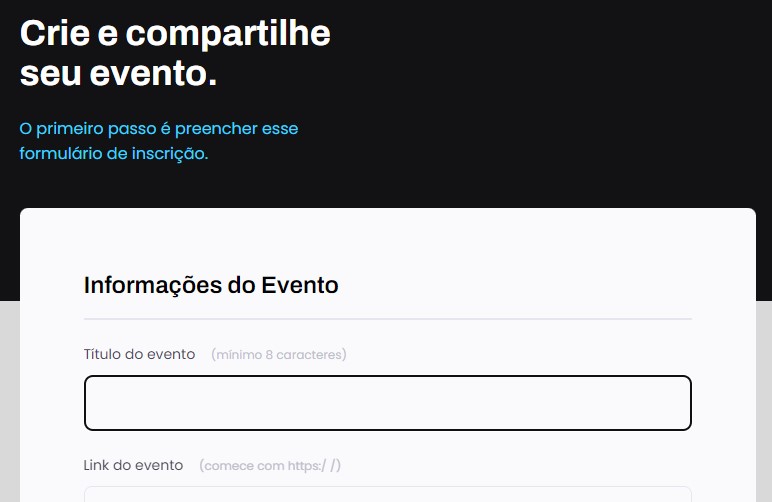 Crie e compartilhe
seu evento.
O primeiro passo é preencher esse
formulário de inscrição.
Informações do Evento
Título do evento (mínimo 8 caracteres)
Link do evento (comece com https:/ /)